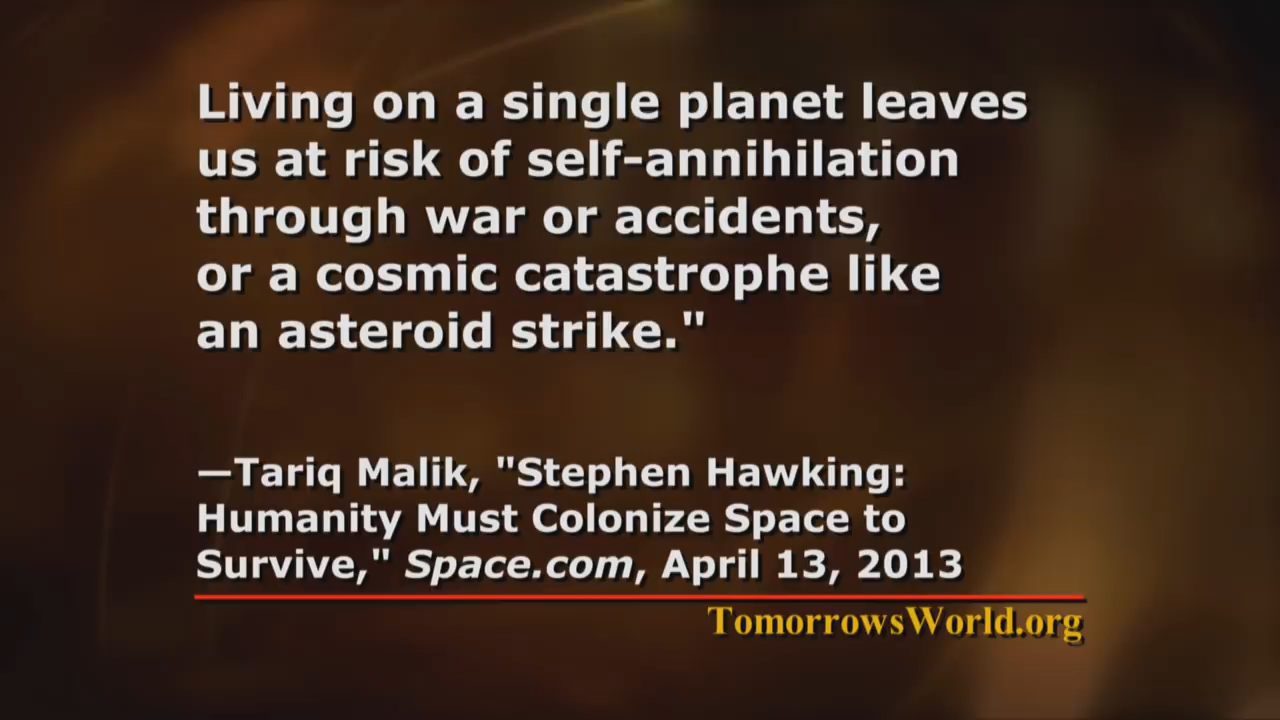 Living on a single planet leaves
us at risk of self-annihilation
through war or accidents,
or a cosmic catastrophe like
an asteroid strike."
—Tariq Malik, "Stephen Hawking:
Humanity Must Colonize Space to
Survive," Space.com, April 13, 2013
TomorrowsWorld.org